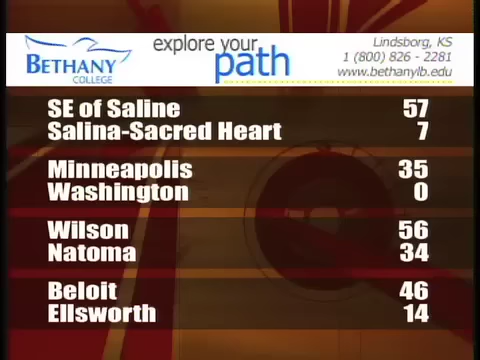 BETHANY
COLLEGE
explore your
path
Lindsborg, KS
1 (800) 826 - 2281
www.bethanylb.edu
SE of Saline 57
Salina-Sacred Heart 7
Minneapolis 35
Washington 0
Wilson 56
Natoma 34
Beloit 46
Ellsworth 14